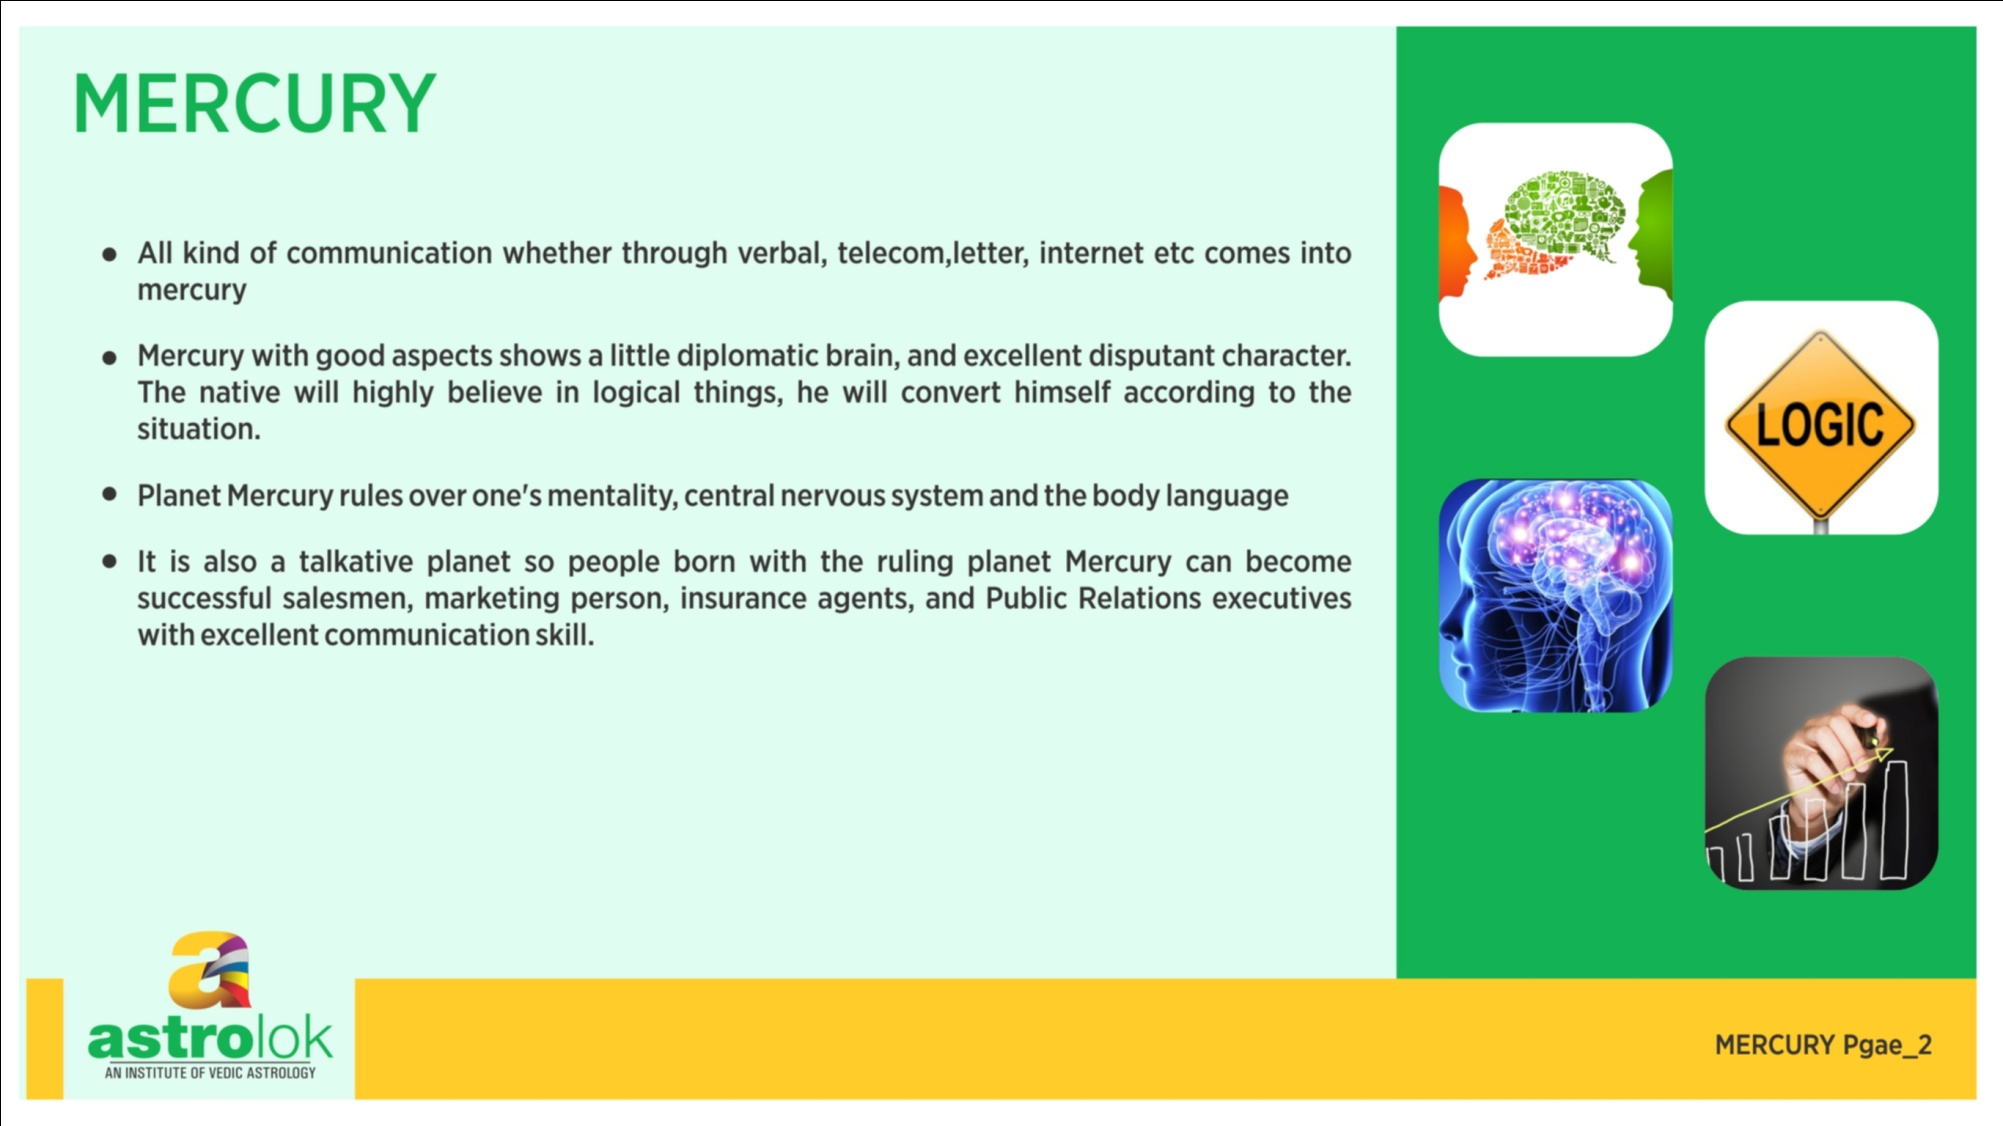 MERCURY
● All kind of communication whether through verbal, telecom,letter, internet etc comes into
mercury
● Mercury with good aspects shows a little diplomatic brain, and excellent disputant character.
The native will highly believe in logical things, he will convert himself according to the
situation.
● Planet Mercury rules over one's mentality, central nervous system and the body language
● It is also a talkative planet so people born with the ruling planet Mercury can become
successful salesmen, marketing person, insurance agents, and Public Relations executives
with excellent communication skill.
LOGIC
a
astrolok
AN INSTITUTE OF VEDIC ASTROLOGY
MERCURY Pgae_2